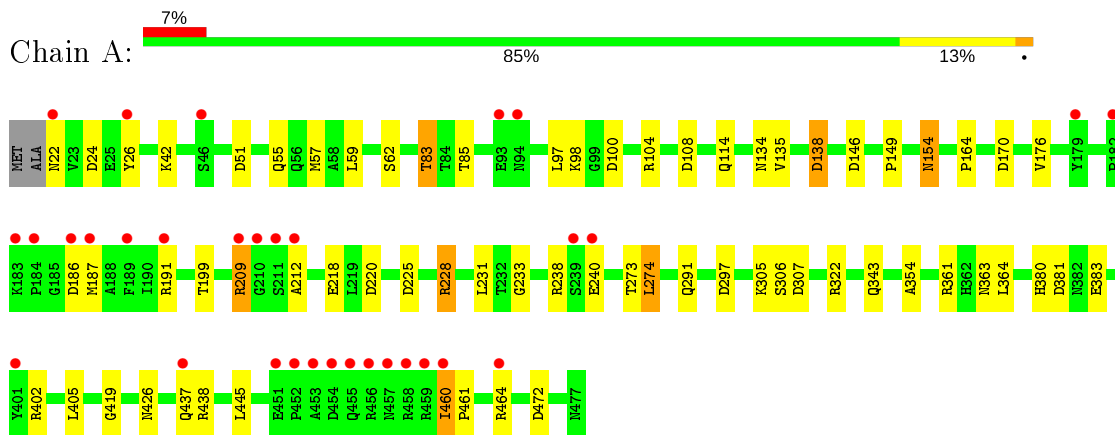 7%
Chain A:
85% 13% •
MET ALA N22 V23 D24 E25 Y26 K42 S46 D51 Q55 Q56 M57 A58 L59 S62 T83 T84 T85 E93 N94 L97 K98 G99 D100 R104 D108 Q114 N134 V135 D138 D146 P149 N154 P164 D170 V176 Y179
K183 P184 G185 D186 M187 A188 F189 I190 R191 T199 R209 G210 S211 A212 E218 L219 D220 D225 R228 L231 T232 G233 R238 S239 E240 T273 L274 Q291 D297 K305 S306 D307 R322 Q343 A354 R361 H362 N363 L364 H380 D381 N382 E383
Y401 R402 L405 G419 N426 Q437 R438 L445 E451 P452 A453 D454 Q455 R456 N457 R458 R459 I460 P461 R464 D472 N477